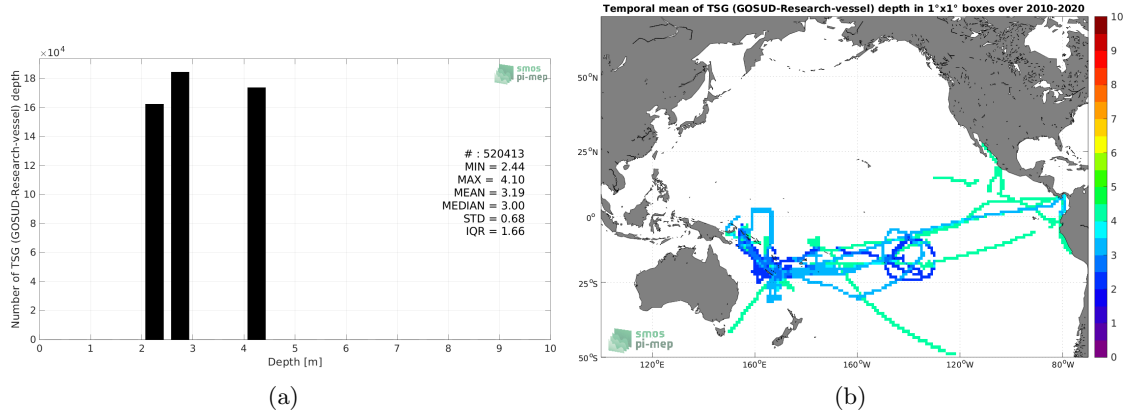 ×10⁴
18
16
14
12
10
8
6
4
2
0
Number of TSG (GOSUD-Research-vessel) depth
0 1 2 3 4 5 6 7 8 9 10
Depth [m]
smos
pi-mep
# : 520413
MIN = 2.44
MAX = 4.10
MEAN = 3.19
MEDIAN = 3.00
STD = 0.68
IQR = 1.66
(a)
Temporal mean of TSG (GOSUD-Research-vessel) depth in 1°x1° boxes over 2010-2020
50°N
25°N
0°
25°S
50°S
120°E 160°E 160°W 120°W 80°W
smos
pi-mep
10
9
8
7
6
5
4
3
2
1
0
(b)